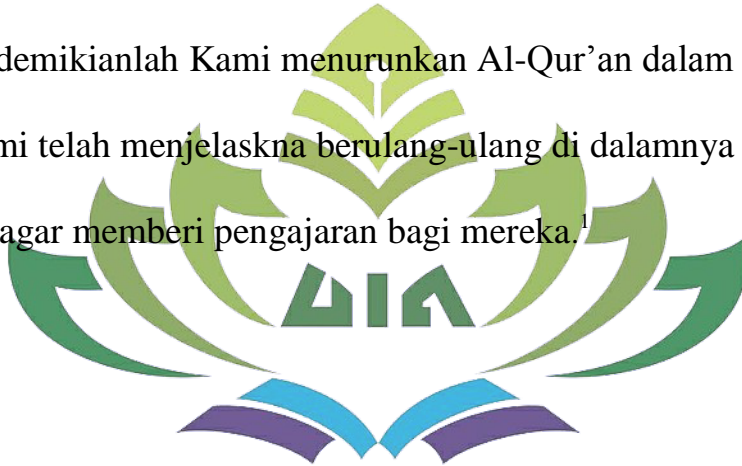 demikianlah Kami menurunkan Al-Qur’an dalam
mi telah menjelaskna berulang-ulang di dalamnya
agar memberi pengajaran bagi mereka.¹
UIN